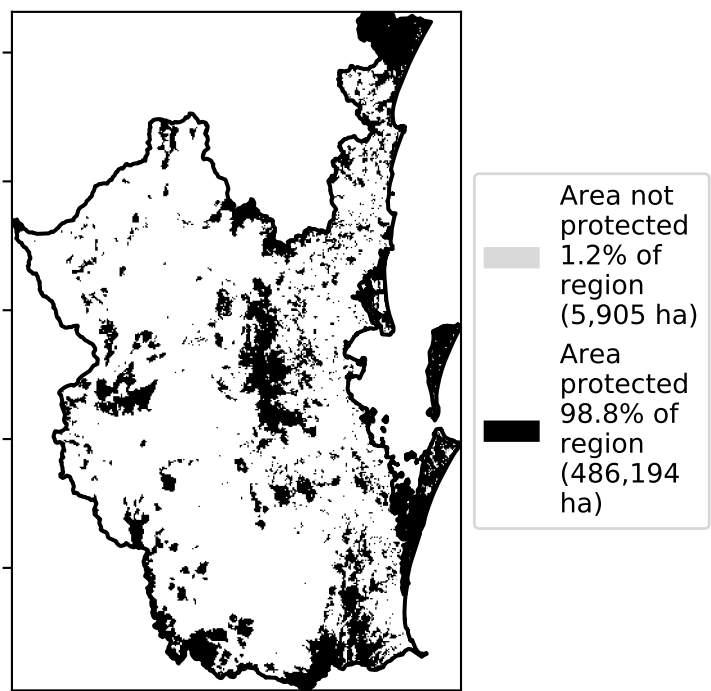 Area not
protected
1.2% of
region
(5,905 ha)
Area
protected
98.8% of
region
(486,194
ha)